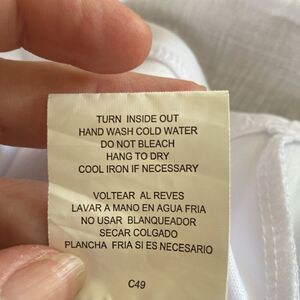 TURN INSIDE OUT
HAND WASH COLD WATER
DO NOT BLEACH
HANG TO DRY
COOL IRON IF NECESSARY
VOLTEAR AL REVES
LAVAR A MANO EN AGUA FRIA
NO USAR BLANQUEADOR
SECAR COLGADO
PLANCHA FRIA SI ES NECESARIO
C49